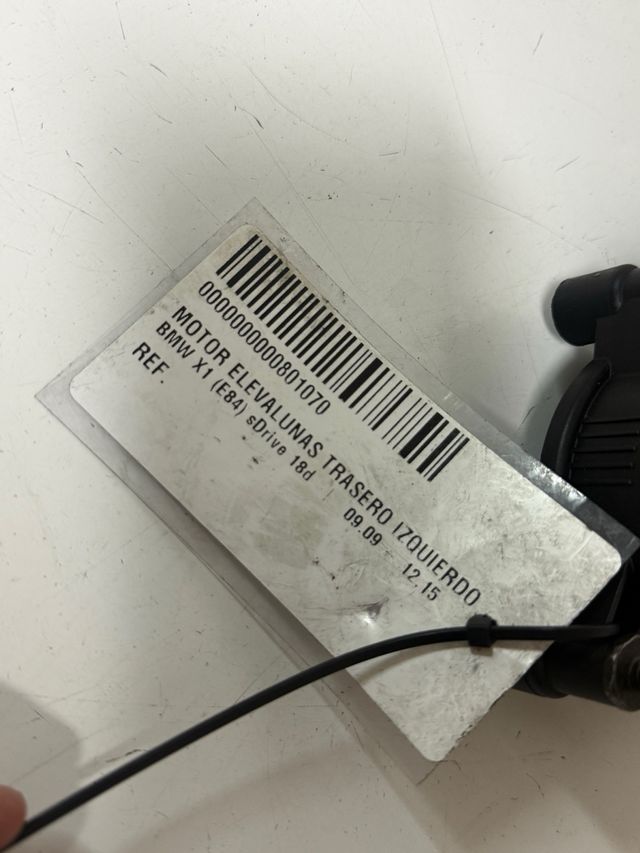 0000000000801070
MOTOR ELEVALUNAS TRASERO IZQUIERDO
BMW X1 (E84) sDrive 18d 09.09 - 12.15
REF.